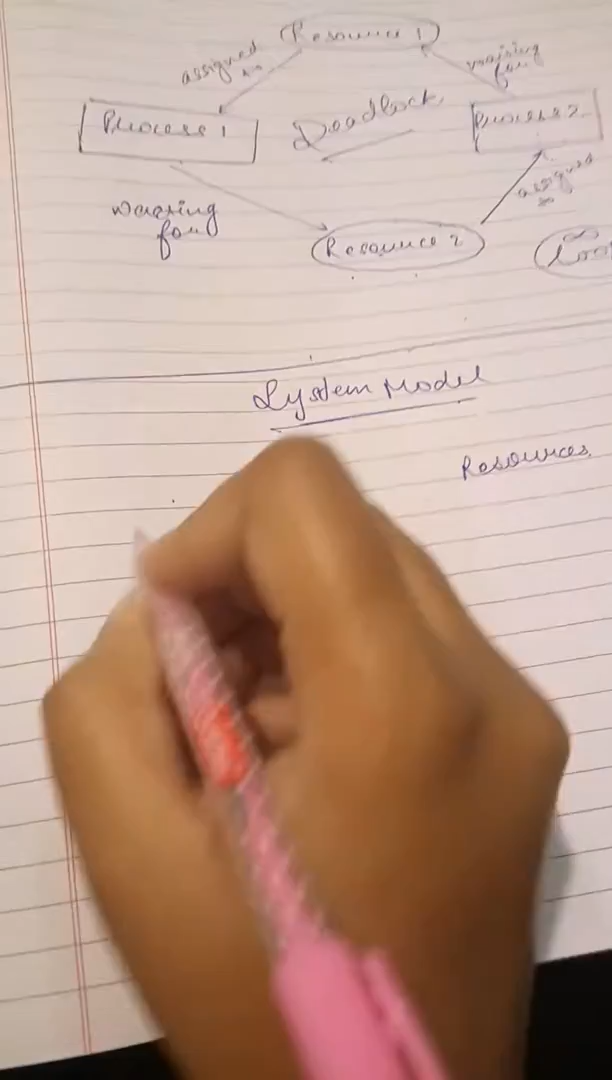 Resource 1
assigned to
waiting for
Process 1
Deadlock
Process 2
assigned to
waiting for
Resource 2
System Model
Resources